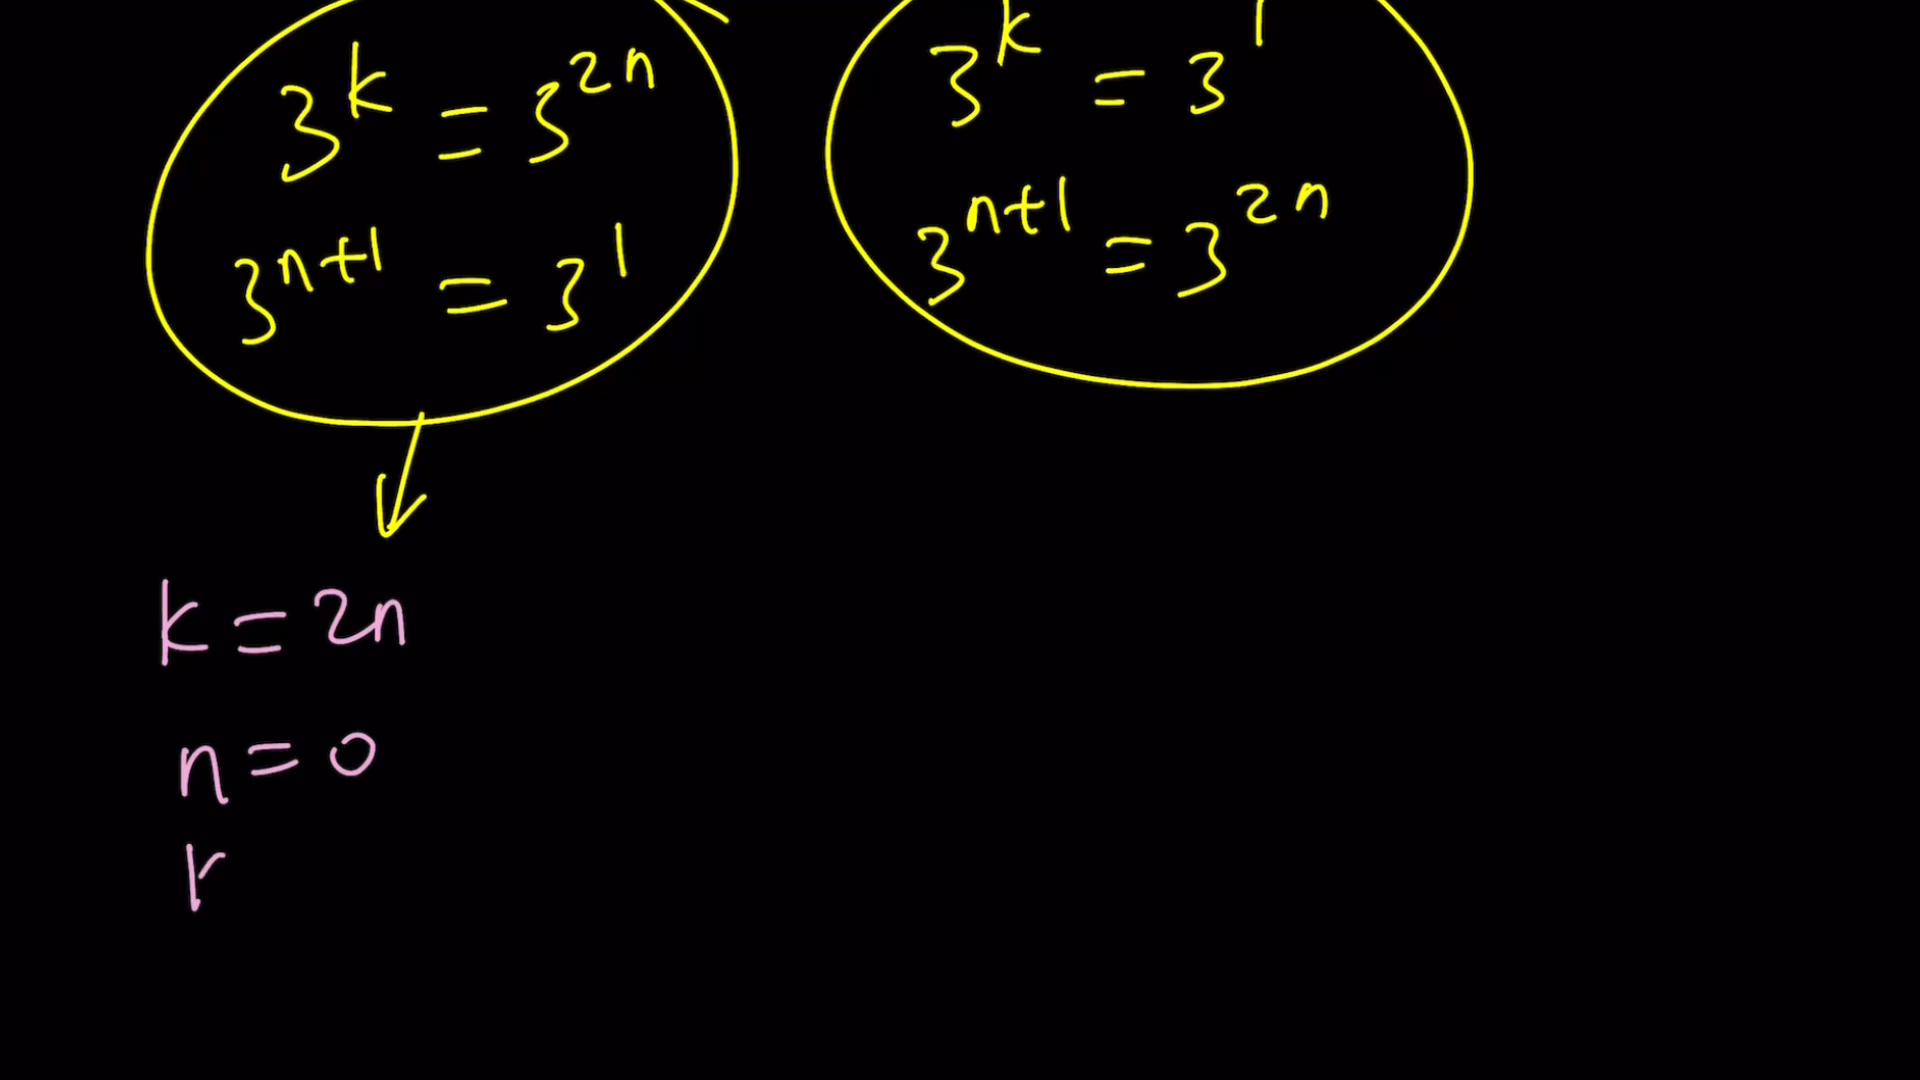 3^k = 3^{2n}
3^{n+1} = 3^1
3^k = 3^1
3^{n+1} = 3^{2n}
k = 2n
n = 0